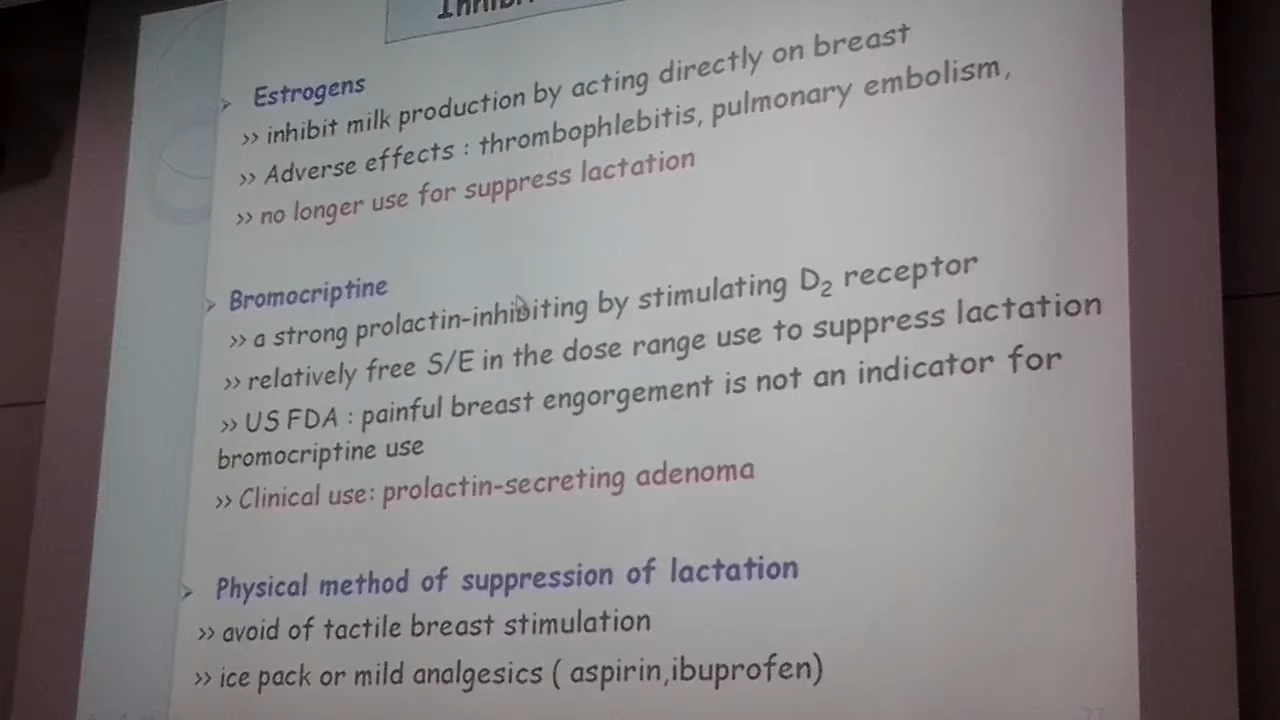 ➢ Estrogens
>> inhibit milk production by acting directly on breast
>> Adverse effects : thrombophlebitis, pulmonary embolism,
>> no longer use for suppress lactation
➢ Bromocriptine
>> a strong prolactin-inhibiting by stimulating D₂ receptor
>> relatively free S/E in the dose range use to suppress lactation
>> US FDA : painful breast engorgement is not an indicator for
bromocriptine use
>> Clinical use: prolactin-secreting adenoma
➢ Physical method of suppression of lactation
>> avoid of tactile breast stimulation
>> ice pack or mild analgesics ( aspirin,ibuprofen)